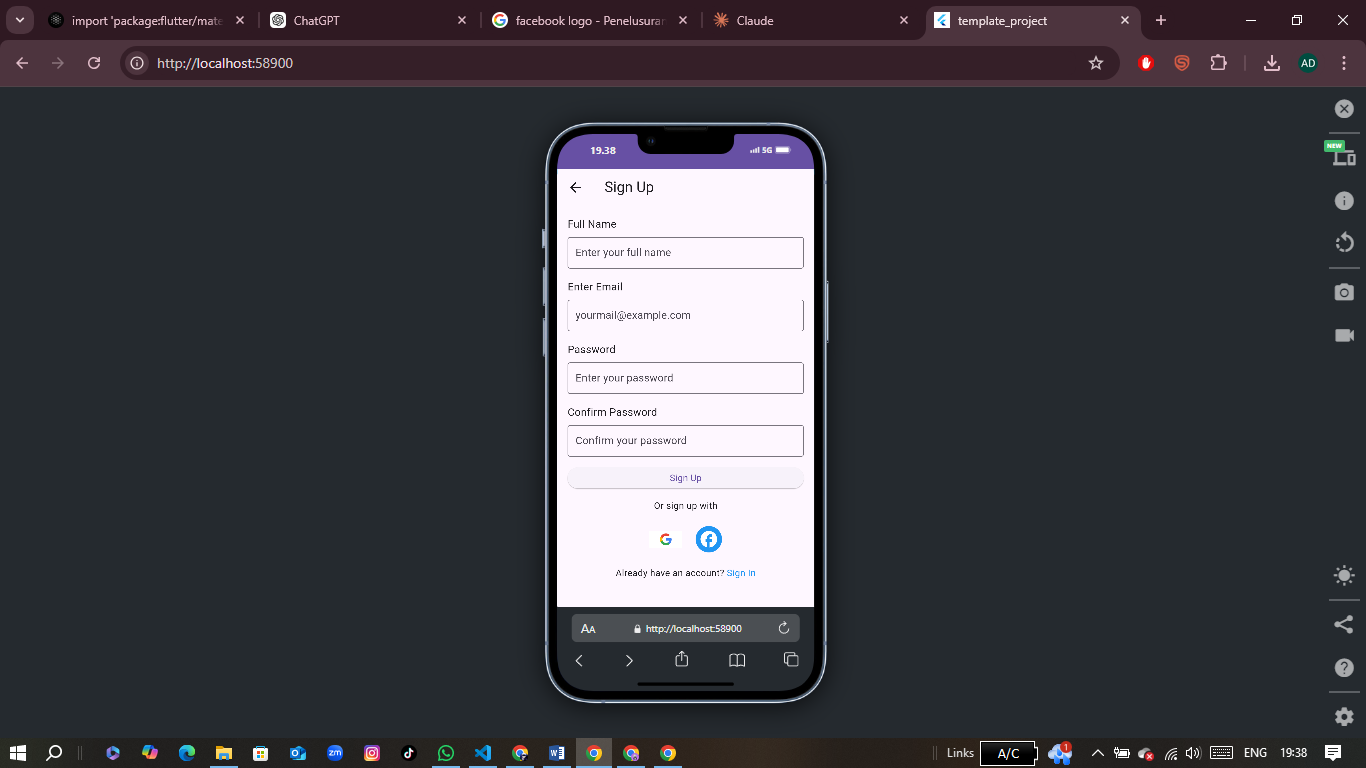 import 'package:flutter/mate
ChatGPT
facebook logo - Penelusuran
Claude
template_project
http://localhost:58900
AD
NEW
19.38
5G
Sign Up
Full Name
Enter your full name
Enter Email
yourmail@example.com
Password
Enter your password
Confirm Password
Confirm your password
Sign Up
Or sign up with
Already have an account? Sign In
AA
http://localhost:58900
zm
Links
A/C
1
ENG
19:38